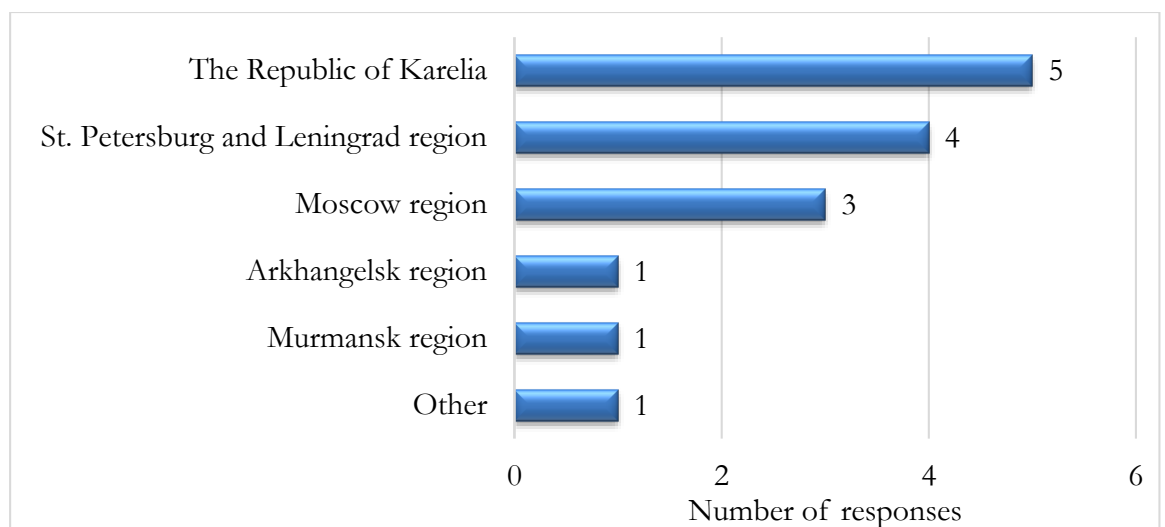 The Republic of Karelia 5
St. Petersburg and Leningrad region 4
Moscow region 3
Arkhangelsk region 1
Murmansk region 1
Other 1
0 2 4 6
Number of responses